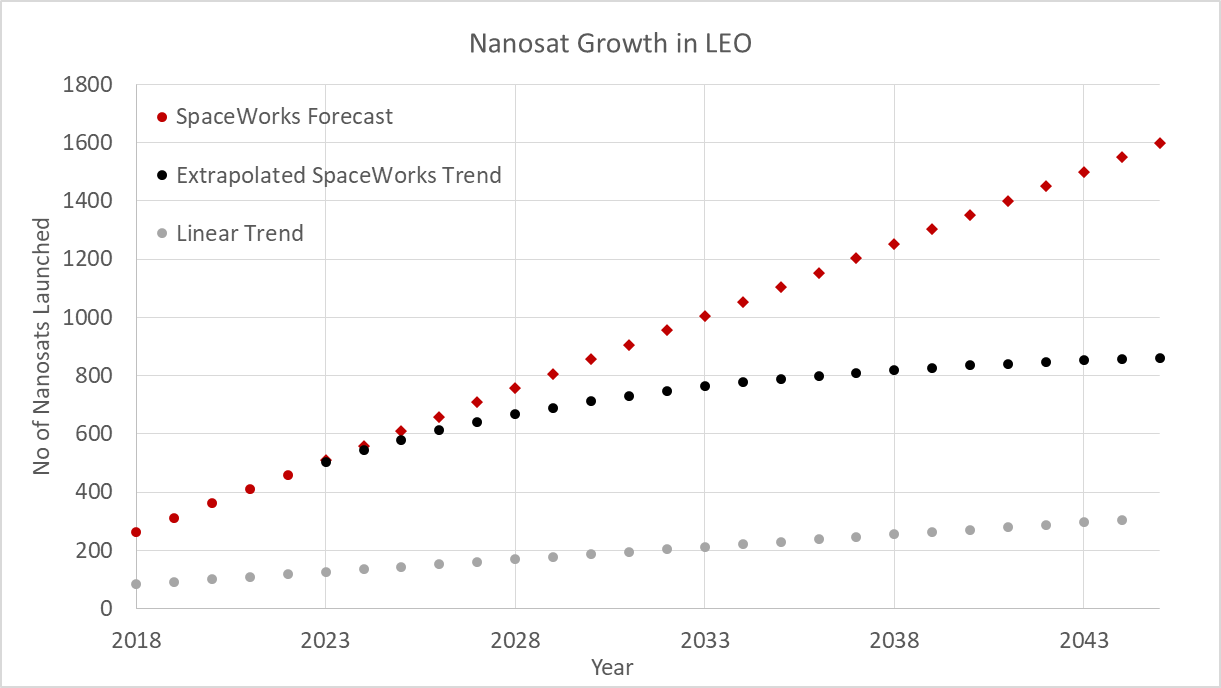 Nanosat Growth in LEO
1800
1600
1400
1200
1000
800
600
400
200
0
No of Nanosats Launched
SpaceWorks Forecast
Extrapolated SpaceWorks Trend
Linear Trend
2018 2023 2028 2033 2038 2043
Year